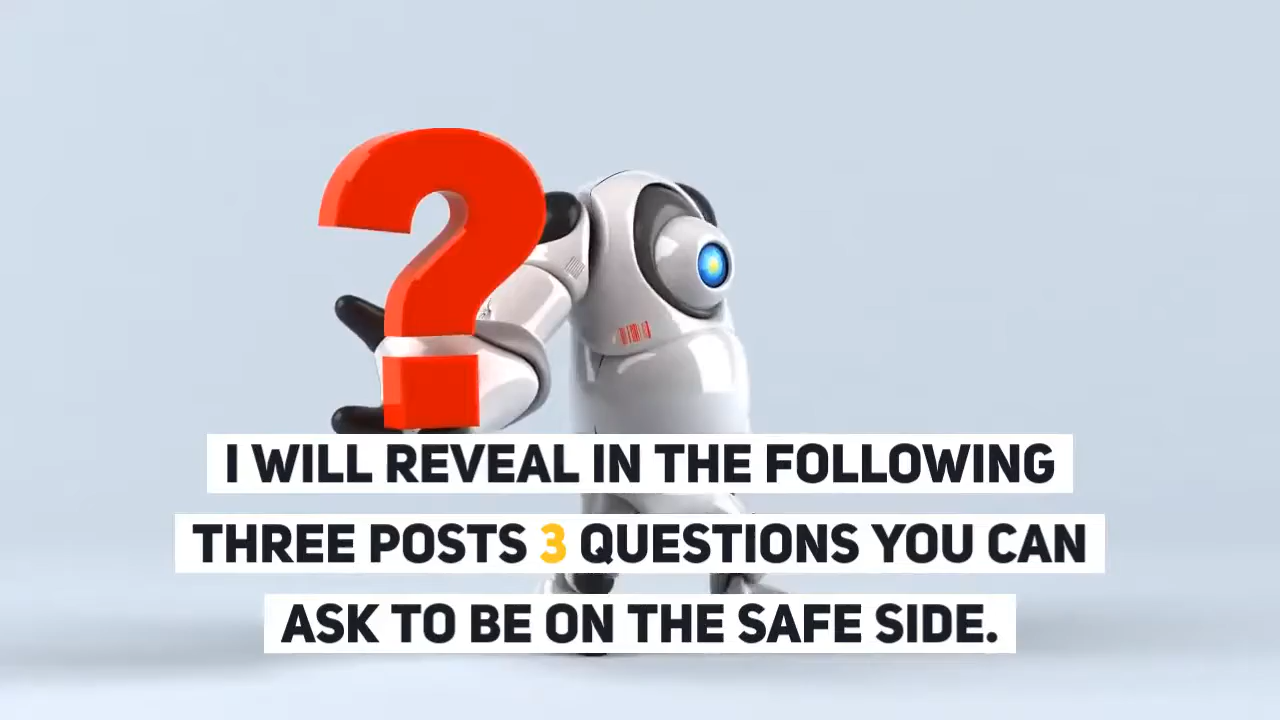 I WILL REVEAL IN THE FOLLOWING
THREE POSTS 3 QUESTIONS YOU CAN
ASK TO BE ON THE SAFE SIDE.